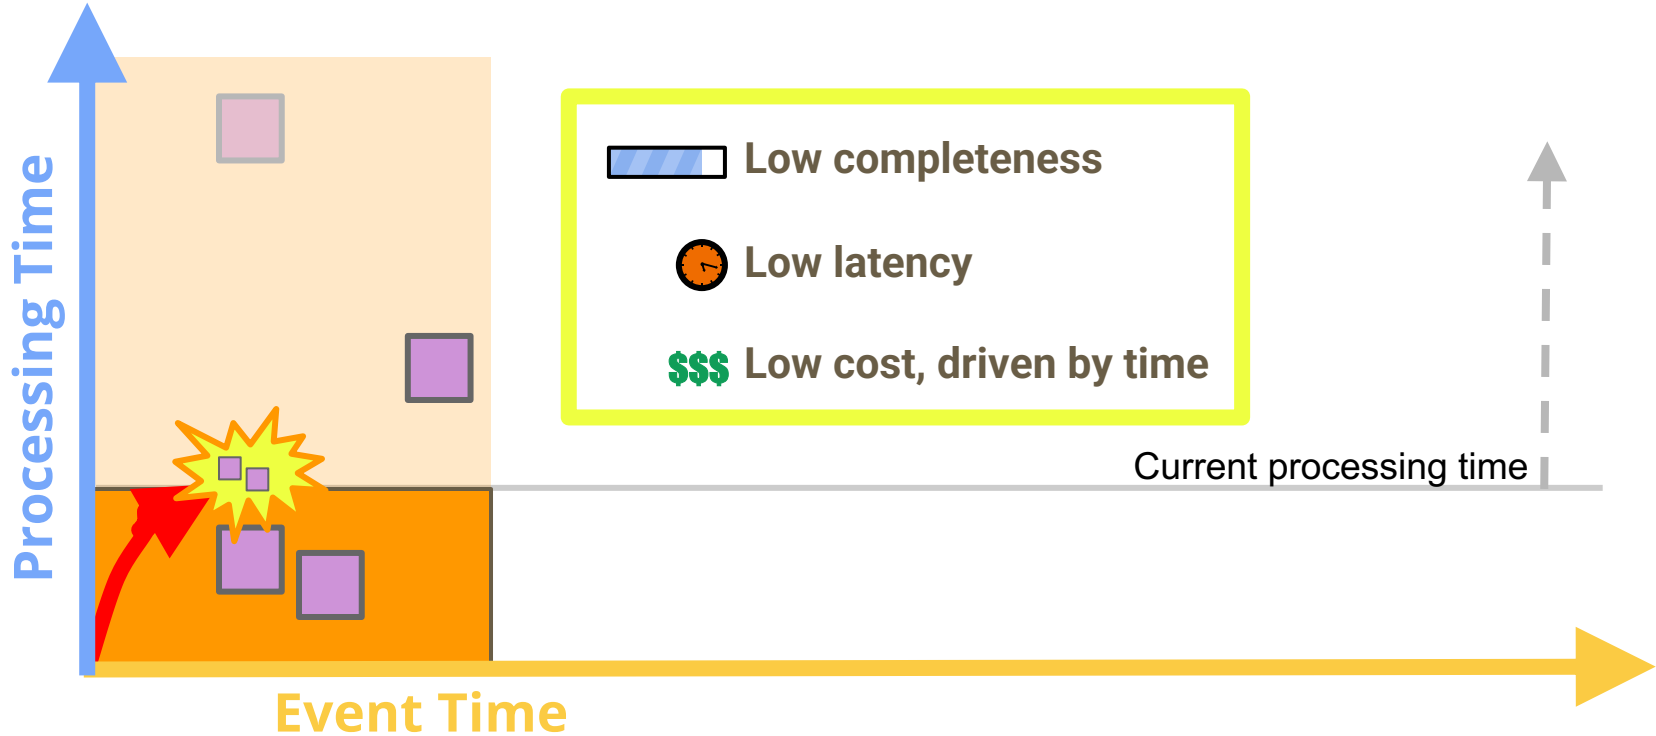 Processing Time
Low completeness
Low latency
$$$ Low cost, driven by time
Current processing time
Event Time